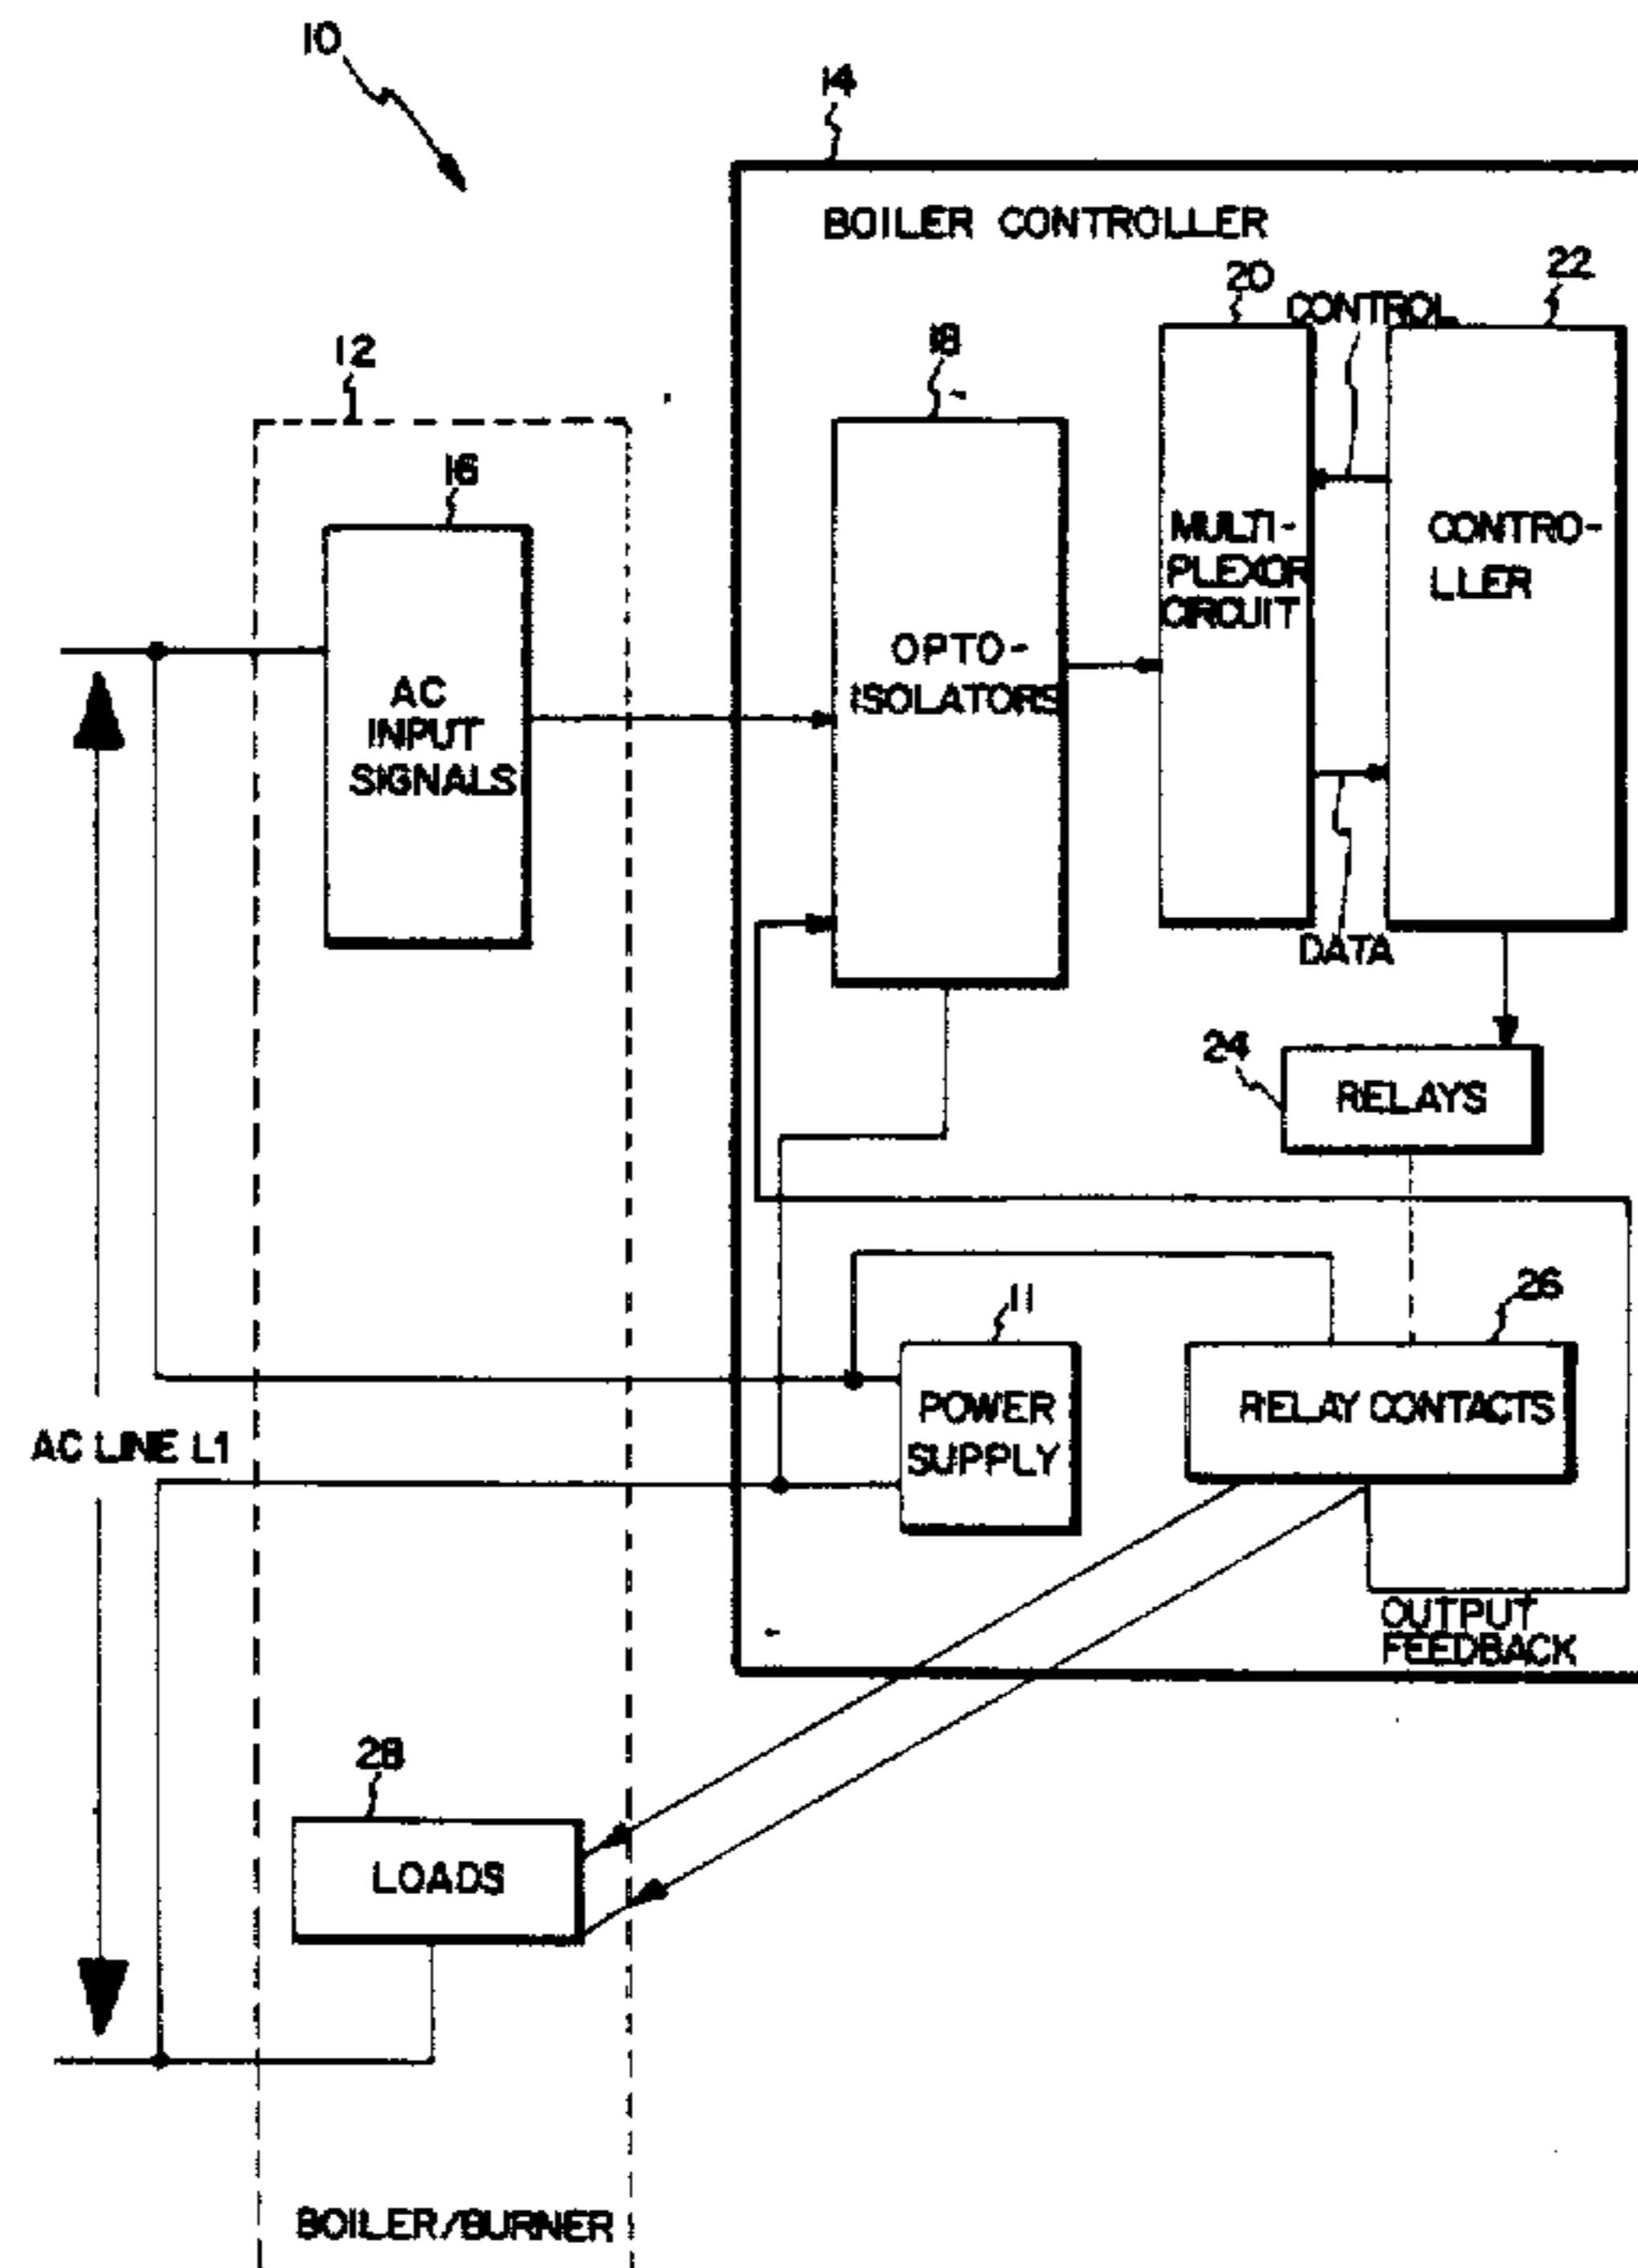 10
14
BOILER CONTROLLER
20
CONTROL
22
18
12
16
MULTI-
PLEXOR
CIRCUIT
CONTRO-
LLER
OPTO-
ISOLATORS
AC
INPUT
SIGNALS
DATA
24
RELAYS
11
26
POWER
SUPPLY
RELAY CONTACTS
AC LINE L1
OUTPUT
FEEDBACK
28
LOADS
BOILER/BURNER